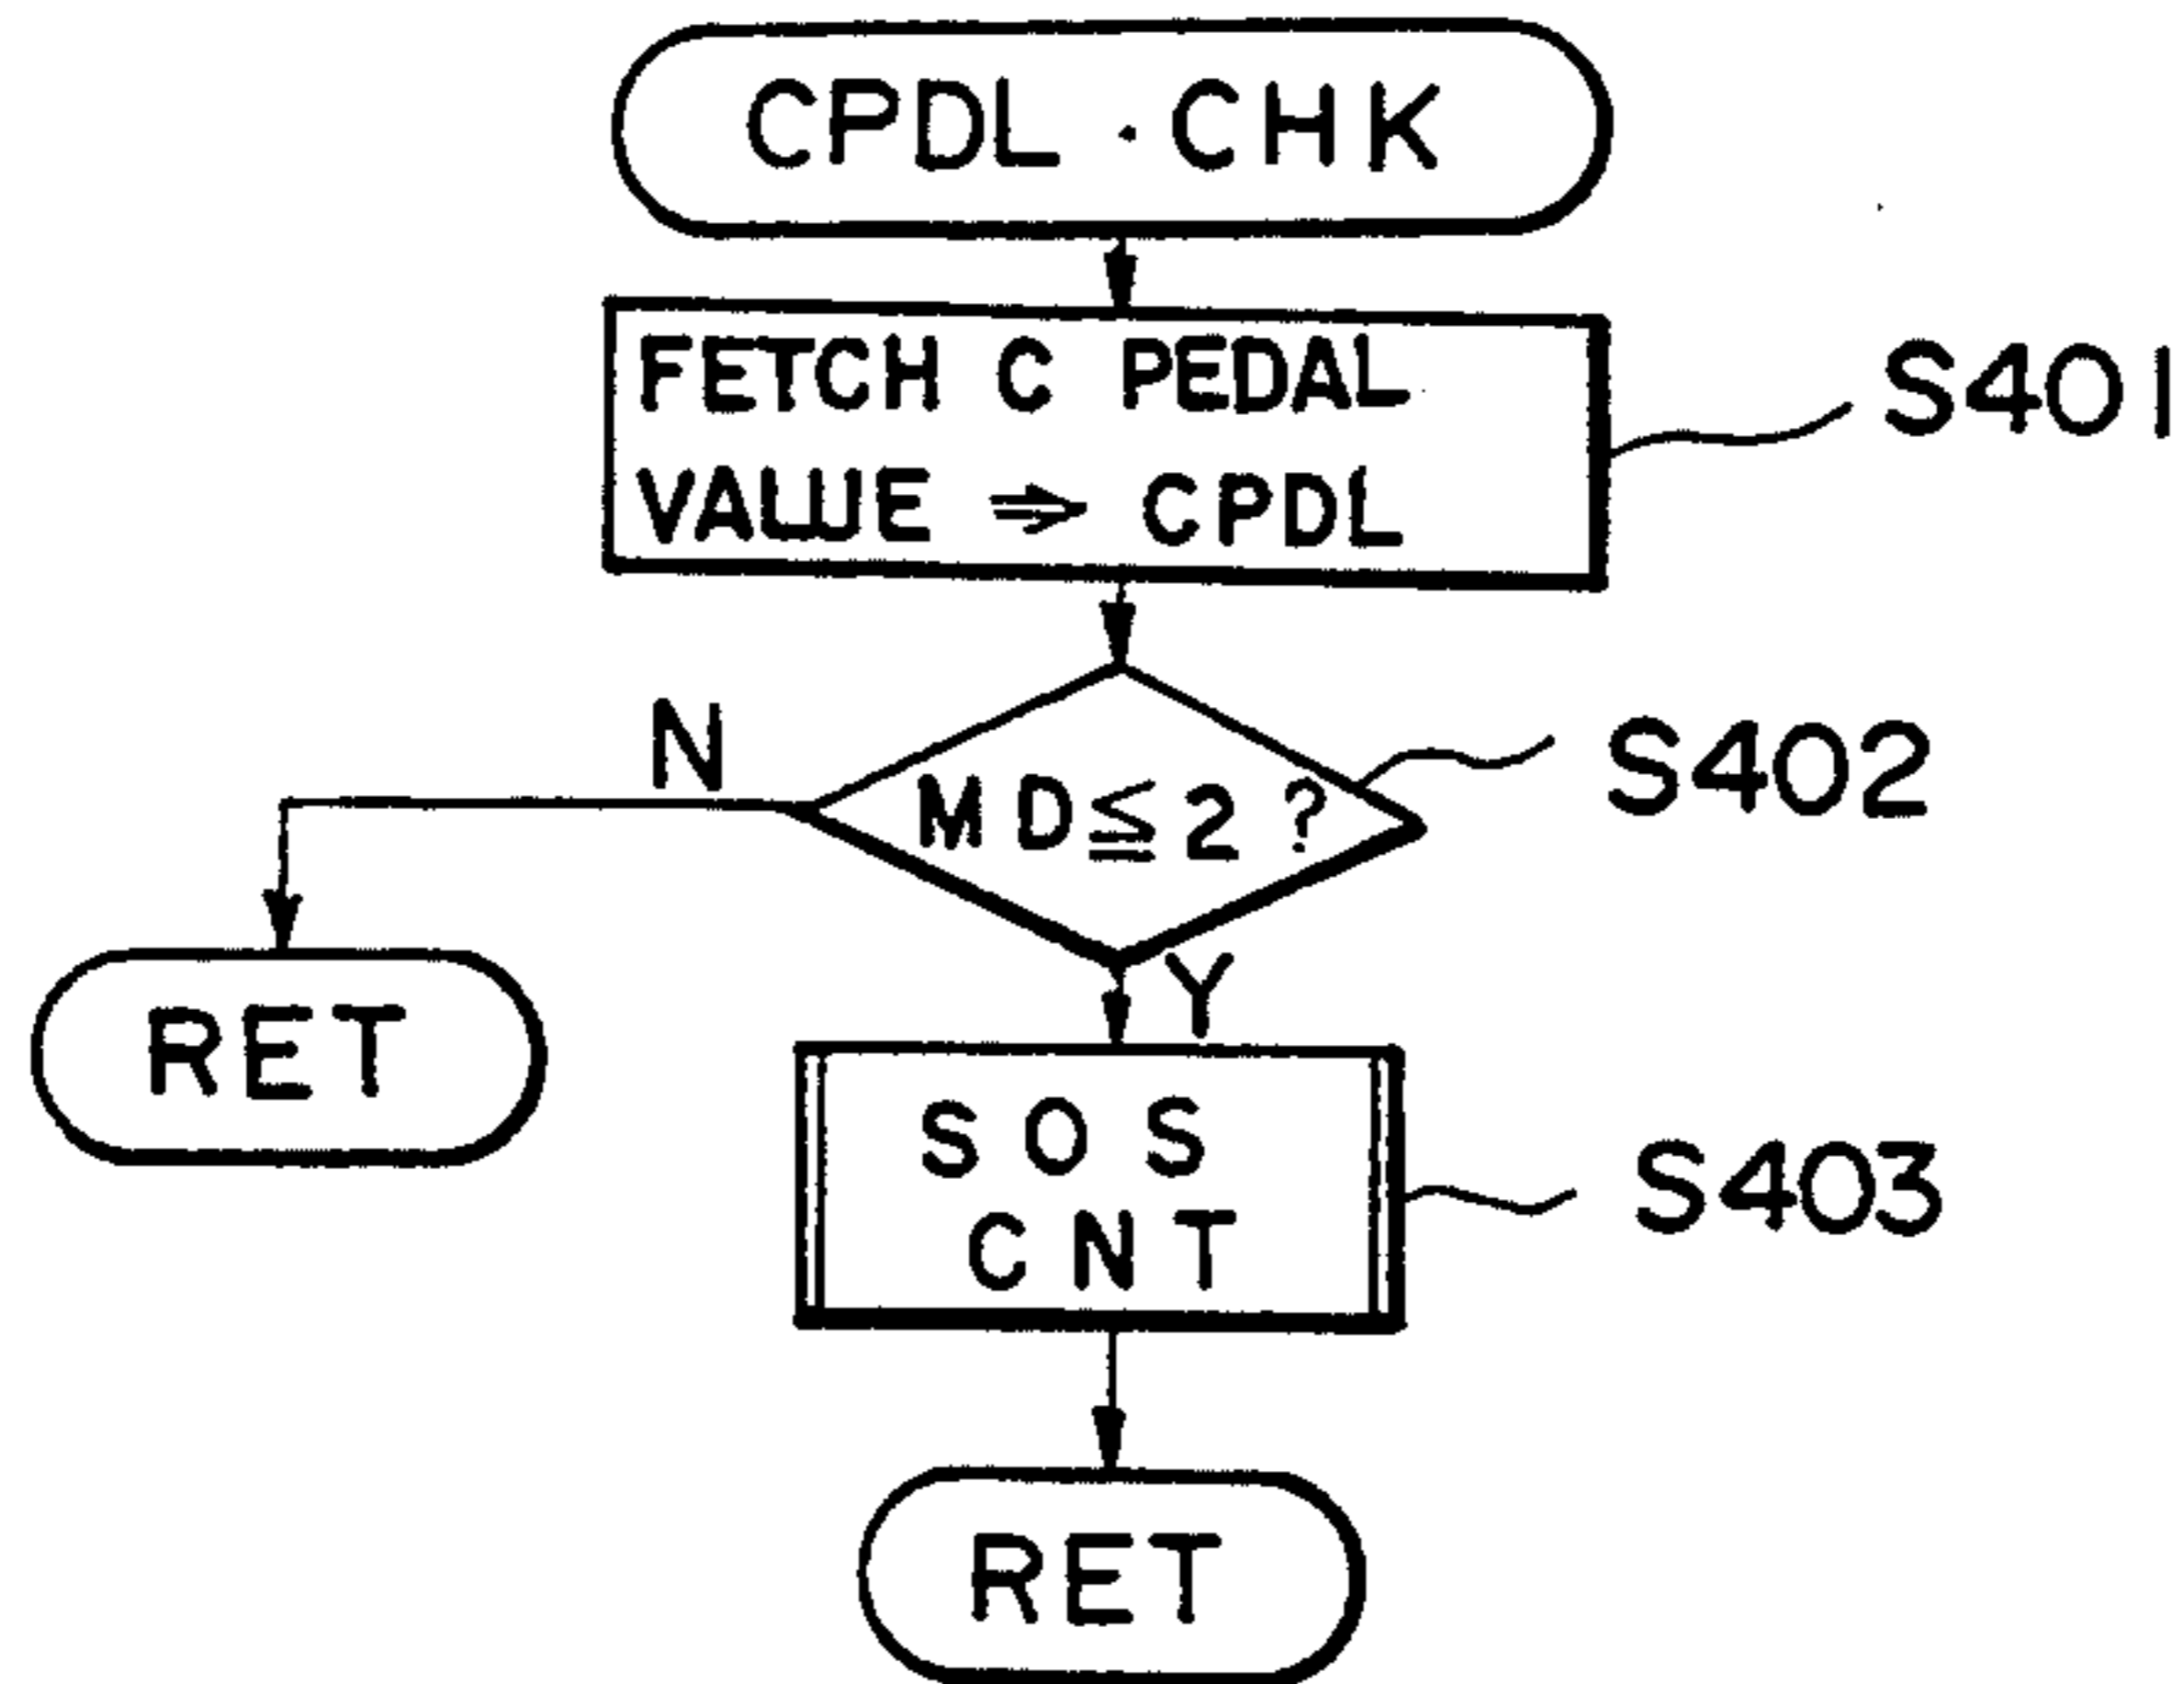 CPDL · CHK
FETCH C PEDAL
VALUE ⇒ CPDL
S401
N
MD≦2?
S402
Y
RET
SOS
CNT
S403
RET